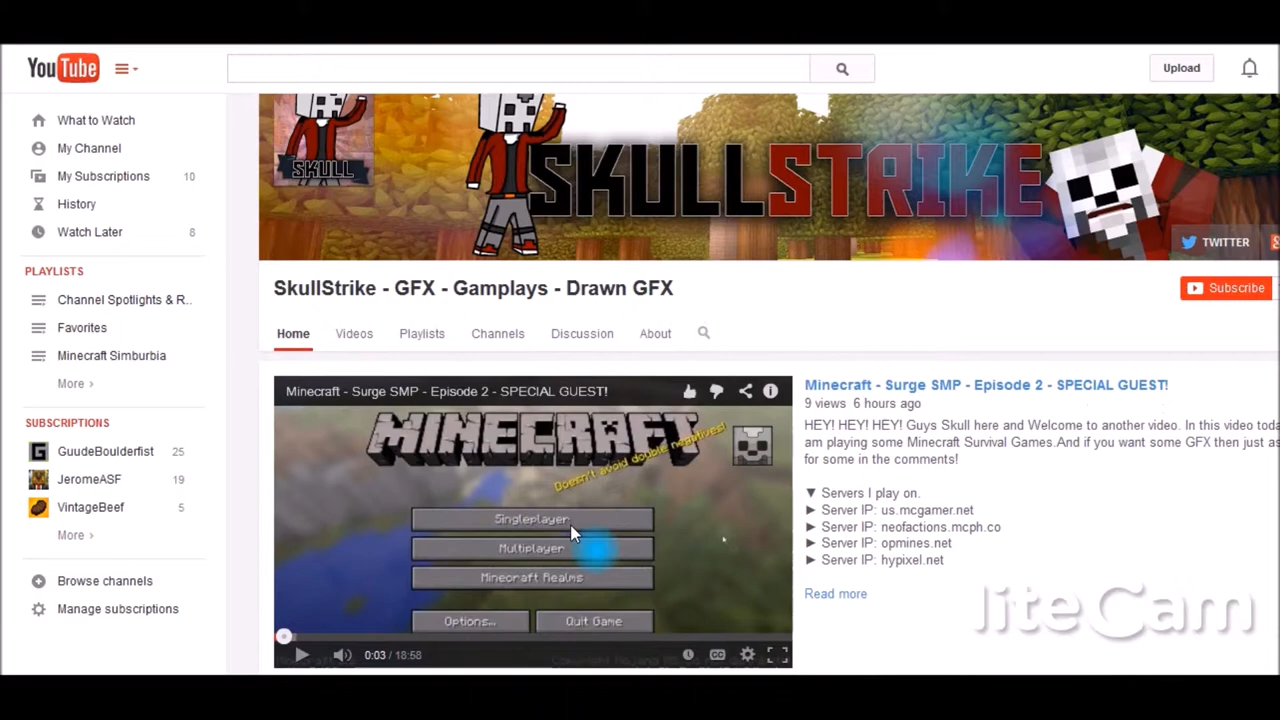 YouTube
Upload
What to Watch
My Channel
My Subscriptions 10
History
Watch Later 8
PLAYLISTS
Channel Spotlights & R..
Favorites
Minecraft Simburbia
More ›
SUBSCRIPTIONS
GuudeBoulderfist 25
JeromeASF 19
VintageBeef 7
More ›
Browse channels
Manage subscriptions
SKULL
SKULLSTRIKE
TWITTER
SkullStrike - GFX - Gamplays - Drawn GFX
Subscribe
Home Videos Playlists Channels Discussion About
Minecraft - Surge SMP - Episode 2 - SPECIAL GUEST!
MINECRAFT
Doesn't avoid double negatives!
Singleplayer
Multiplayer
Minecraft Realms
Options... Quit Game
0:03 / 18:58
CC
Minecraft - Surge SMP - Episode 2 - SPECIAL GUEST!
9 views 6 hours ago
HEY! HEY! HEY! Guys Skull here and Welcome to another video. In this video toda
am playing some Minecraft Survival Games.And if you want some GFX then just as
for some in the comments!
▼ Servers I play on.
► Server IP: us.mcgamer.net
► Server IP: neofactions.mcph.co
► Server IP: opmines.net
► Server IP: hypixel.net
Read more
liteCam